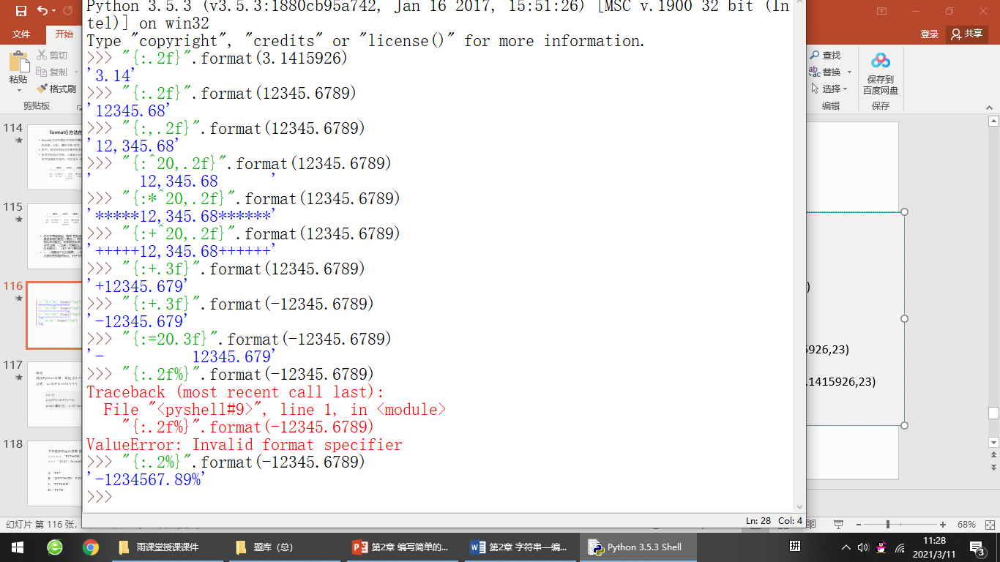 Python 3.5.3 (v3.5.3:1880cb95a742, Jan 16 2017, 15:51:26) [MSC v.1900 32 bit (In
tel)] on win32
Type "copyright", "credits" or "license()" for more information.
>>> "{:.2f}".format(3.1415926)
'3.14'
>>> "{:.2f}".format(12345.6789)
'12345.68'
>>> "{:,.2f}".format(12345.6789)
'12,345.68'
>>> "{:^20,.2f}".format(12345.6789)
'     12,345.68      '
>>> "{:*^20,.2f}".format(12345.6789)
'*****12,345.68******'
>>> "{:+^20,.2f}".format(12345.6789)
'+++++12,345.68++++++'
>>> "{:+.3f}".format(12345.6789)
'+12345.679'
>>> "{:+.3f}".format(-12345.6789)
'-12345.679'
>>> "{:=20.3f}".format(-12345.6789)
'-          12345.679'
>>> "{:.2f%}".format(-12345.6789)
Traceback (most recent call last):
  File "<pyshell#9>", line 1, in <module>
    "{:.2f%}".format(-12345.6789)
ValueError: Invalid format specifier
>>> "{:.2%}".format(-12345.6789)
'-1234567.89%'
>>>
Ln: 28 Col: 4
文件
开始
登录
共享
粘贴
剪切
复制
格式刷
剪贴板
查找
替换
选择
编辑
保存到
百度网盘
保存
114
format()方法的
115
116
117
118
)
5926,23)
.1415926,23)
幻灯片 第 116 张,
68%
雨课堂授课课件
题库（总）
第2章 编写简单的...
第2章 字符串—编...
Python 3.5.3 Shell
拼
11:28
2021/3/11
3